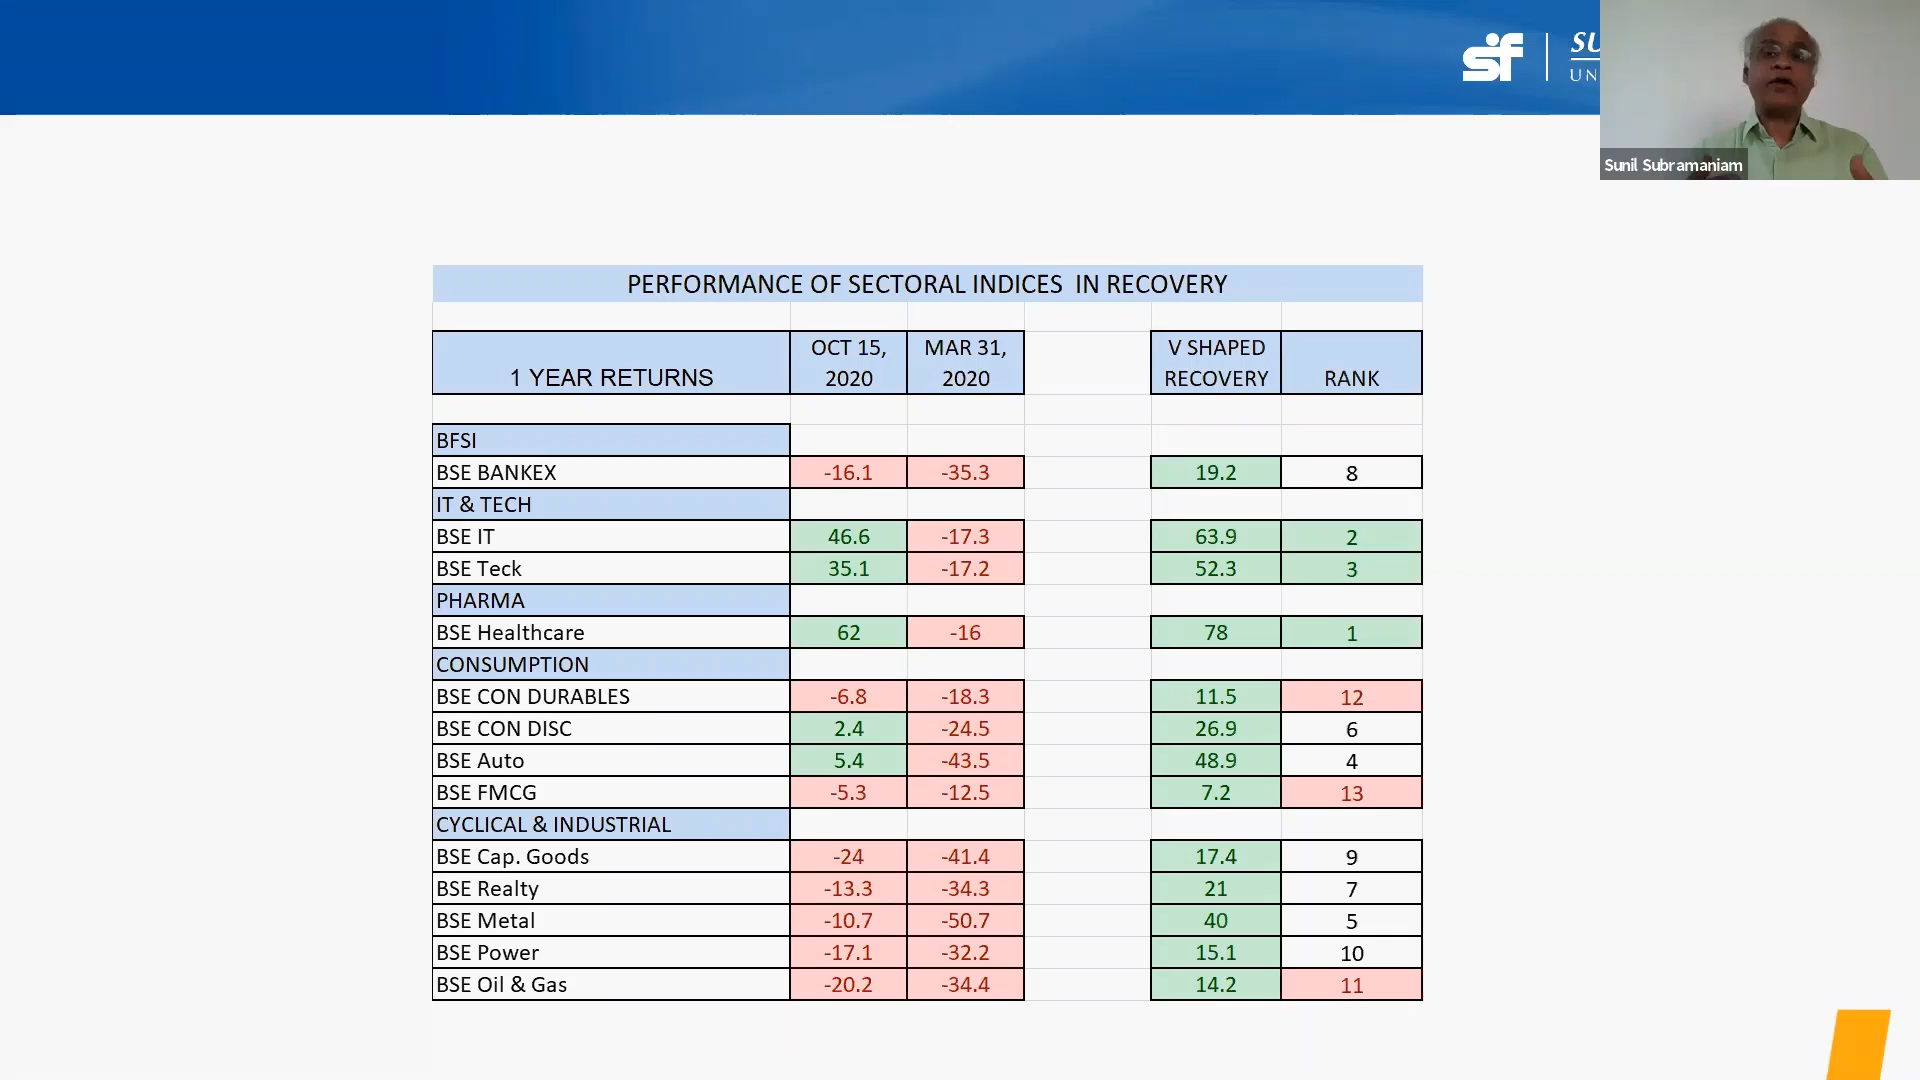 sf
SU
UN
Sunil Subramaniam
PERFORMANCE OF SECTORAL INDICES IN RECOVERY
1 YEAR RETURNS OCT 15, 2020 MAR 31, 2020 V SHAPED RECOVERY RANK
BFSI
BSE BANKEX -16.1 -35.3 19.2 8
IT & TECH
BSE IT 46.6 -17.3 63.9 2
BSE Teck 35.1 -17.2 52.3 3
PHARMA
BSE Healthcare 62 -16 78 1
CONSUMPTION
BSE CON DURABLES -6.8 -18.3 11.5 12
BSE CON DISC 2.4 -24.5 26.9 6
BSE Auto 5.4 -43.5 48.9 4
BSE FMCG -5.3 -12.5 7.2 13
CYCLICAL & INDUSTRIAL
BSE Cap. Goods -24 -41.4 17.4 9
BSE Realty -13.3 -34.3 21 7
BSE Metal -10.7 -50.7 40 5
BSE Power -17.1 -32.2 15.1 10
BSE Oil & Gas -20.2 -34.4 14.2 11